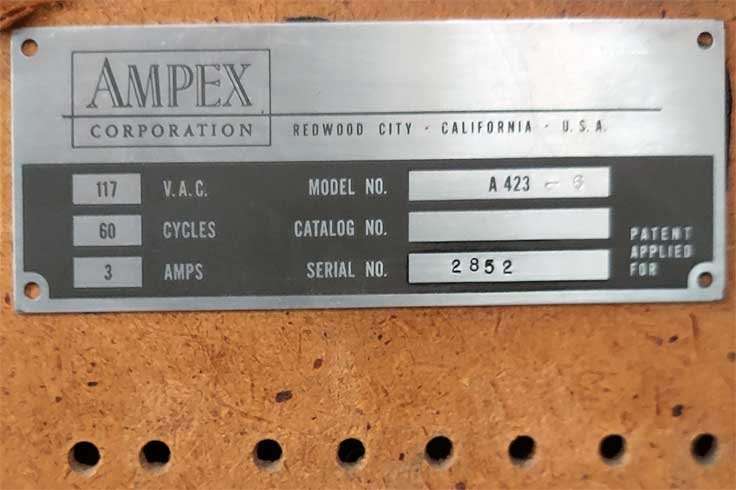 AMPEX
CORPORATION
REDWOOD CITY · CALIFORNIA · U.S.A.
117 V.A.C. MODEL NO. A 423 - 6
60 CYCLES CATALOG NO.
3 AMPS SERIAL NO. 2852
PATENT
APPLIED
FOR